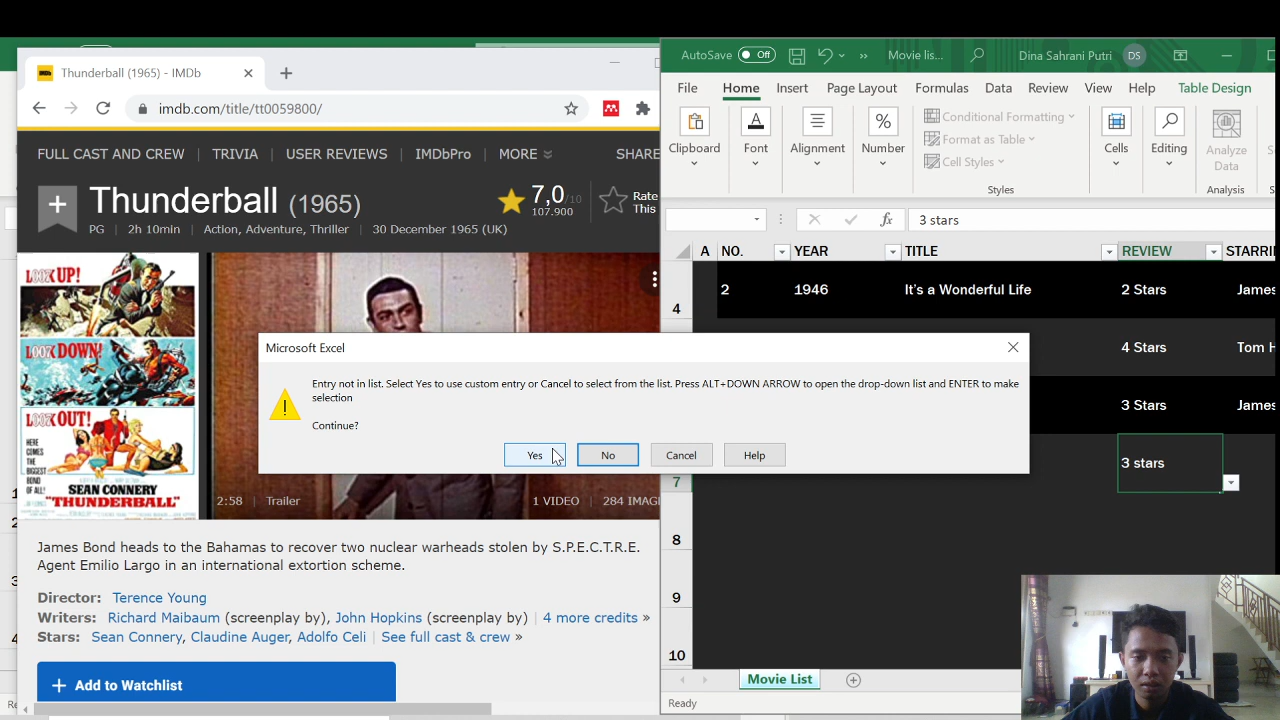 Thunderball (1965) - IMDb
imdb.com/title/tt0059800/
FULL CAST AND CREW | TRIVIA | USER REVIEWS | IMDbPro | MORE SHARE
Thunderball (1965)
7,0/10
107.900
Rate
This
PG | 2h 10min | Action, Adventure, Thriller | 30 December 1965 (UK)
LOOK UP!
LOOK DOWN!
LOOK OUT!
HERE
COMES
THE
BIGGEST
BOND
OF ALL!
SEAN CONNERY
"THUNDERBALL"
2:58 | Trailer
1 VIDEO | 284 IMAG
James Bond heads to the Bahamas to recover two nuclear warheads stolen by S.P.E.C.T.R.E.
Agent Emilio Largo in an international extortion scheme.
Director: Terence Young
Writers: Richard Maibaum (screenplay by), John Hopkins (screenplay by) | 4 more credits »
Stars: Sean Connery, Claudine Auger, Adolfo Celi | See full cast & crew »
+ Add to Watchlist
AutoSave Off » Movie lis... Dina Sahrani Putri DS
File Home Insert Page Layout Formulas Data Review View Help Table Design
Clipboard Font Alignment Number
Conditional Formatting
Format as Table
Cell Styles
Styles
Cells Editing
Analyze
Data
Analysis
fx 3 stars
A NO. YEAR TITLE REVIEW STARRI
4 2 1946 It's a Wonderful Life 2 Stars James
4 Stars Tom H
3 Stars James
7 3 stars
8
9
10
Microsoft Excel
Entry not in list. Select Yes to use custom entry or Cancel to select from the list. Press ALT+DOWN ARROW to open the drop-down list and ENTER to make
selection
Continue?
Yes No Cancel Help
Movie List
Ready